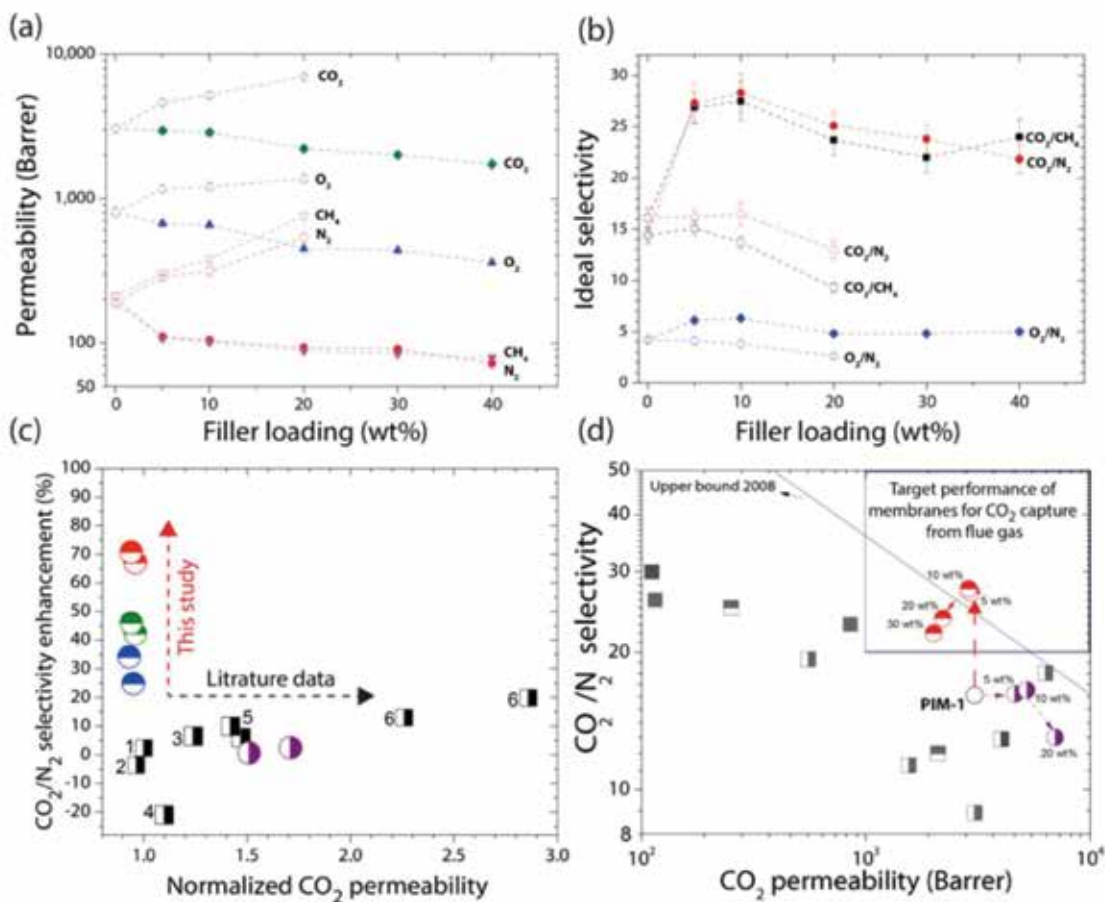 (a)
10,000
1,000
100
50
Permeability (Barrer)
CO2
CO2
O2
CH4
N2
O2
CH4
N2
0 10 20 30 40
Filler loading (wt%)
(b)
30
25
20
15
10
5
0
Ideal selectivity
CO2/CH4
CO2/N2
CO2/N2
CO2/CH4
O2/N2
O2/N2
0 10 20 30 40
Filler loading (wt%)
(c)
100
90
80
70
60
50
40
30
20
10
0
-10
-20
CO2/N2 selectivity enhancement (%)
This study
Litrature data
1
2
3
4
5
6
6
1.0 1.5 2.0 2.5 3.0
Normalized CO2 permeability
(d)
50
40
30
20
10
8
CO2/N2 selectivity
Upper bound 2008
Target performance of
membranes for CO2 capture
from flue gas
10 wt%
5 wt%
20 wt%
30 wt%
PIM-1
5 wt%
10 wt%
20 wt%
10^2 10^3 10^4
CO2 permeability (Barrer)